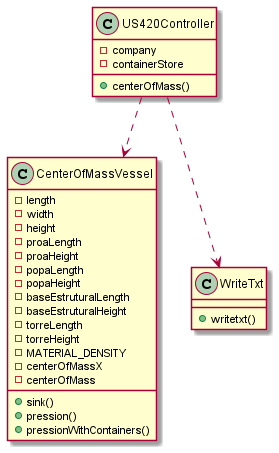 C US420Controller
company
containerStore
centerOfMass()
C CenterOfMassVessel
length
width
height
proaLength
proaHeight
popaLength
popaHeight
baseEstruturalLength
baseEstruturalHeight
torreLength
torreHeight
MATERIAL_DENSITY
centerOfMassX
centerOfMass
sink()
pression()
pressionWithContainers()
C WriteTxt
writetxt()